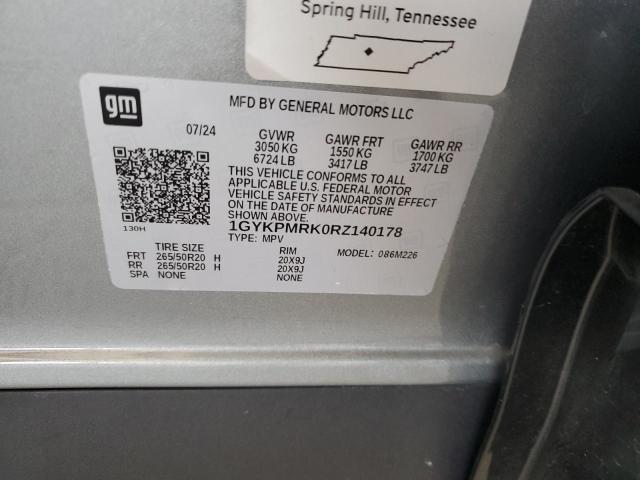 Spring Hill, Tennessee
gm
MFD BY GENERAL MOTORS LLC
07/24 GVWR GAWR FRT GAWR RR
3050 KG 1550 KG 1700 KG
6724 LB 3417 LB 3747 LB
THIS VEHICLE CONFORMS TO ALL
APPLICABLE U.S. FEDERAL MOTOR
VEHICLE SAFETY STANDARDS IN EFFECT
ON THE DATE OF MANUFACTURE
SHOWN ABOVE.
1GYKPMRK0RZ140178
130H
TYPE: MPV MODEL: 086M226
TIRE SIZE RIM
FRT 265/50R20 H 20X9J
RR 265/50R20 H 20X9J
SPA NONE NONE